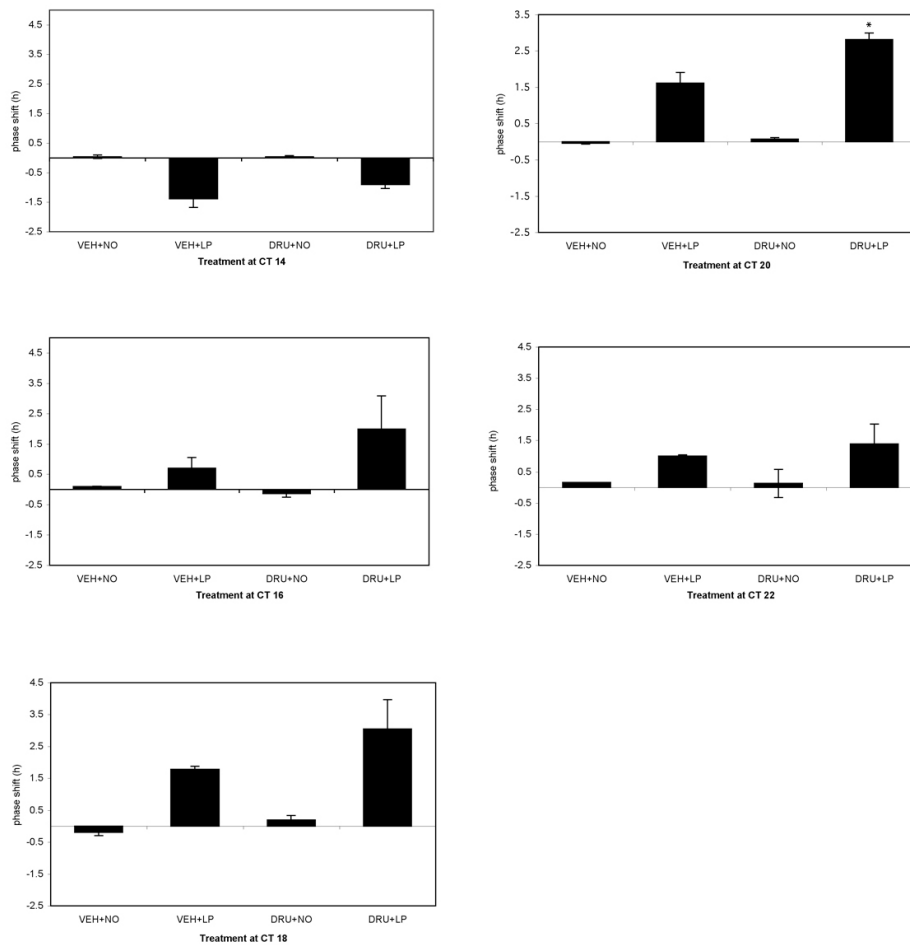 4.5
3.5
2.5
1.5
0.5
-0.5
-1.5
-2.5
phase shift (h)
VEH+NO VEH+LP DRU+NO DRU+LP
Treatment at CT 14
3.5
2.5
1.5
0.5
-0.5
-1.5
-2.5
phase shift (h)
*
VEH+NO VEH+LP DRU+NO DRU+LP
Treatment at CT 20
4.5
3.5
2.5
1.5
0.5
-0.5
-1.5
-2.5
phase shift (h)
VEH+NO VEH+LP DRU+NO DRU+LP
Treatment at CT 16
4.5
3.5
2.5
1.5
0.5
-0.5
-1.5
-2.5
phase shift (h)
VEH+NO VEH+LP DRU+NO DRU+LP
Treatment at CT 22
4.5
3.5
2.5
1.5
0.5
-0.5
-1.5
-2.5
phase shift (h)
VEH+NO VEH+LP DRU+NO DRU+LP
Treatment at CT 18